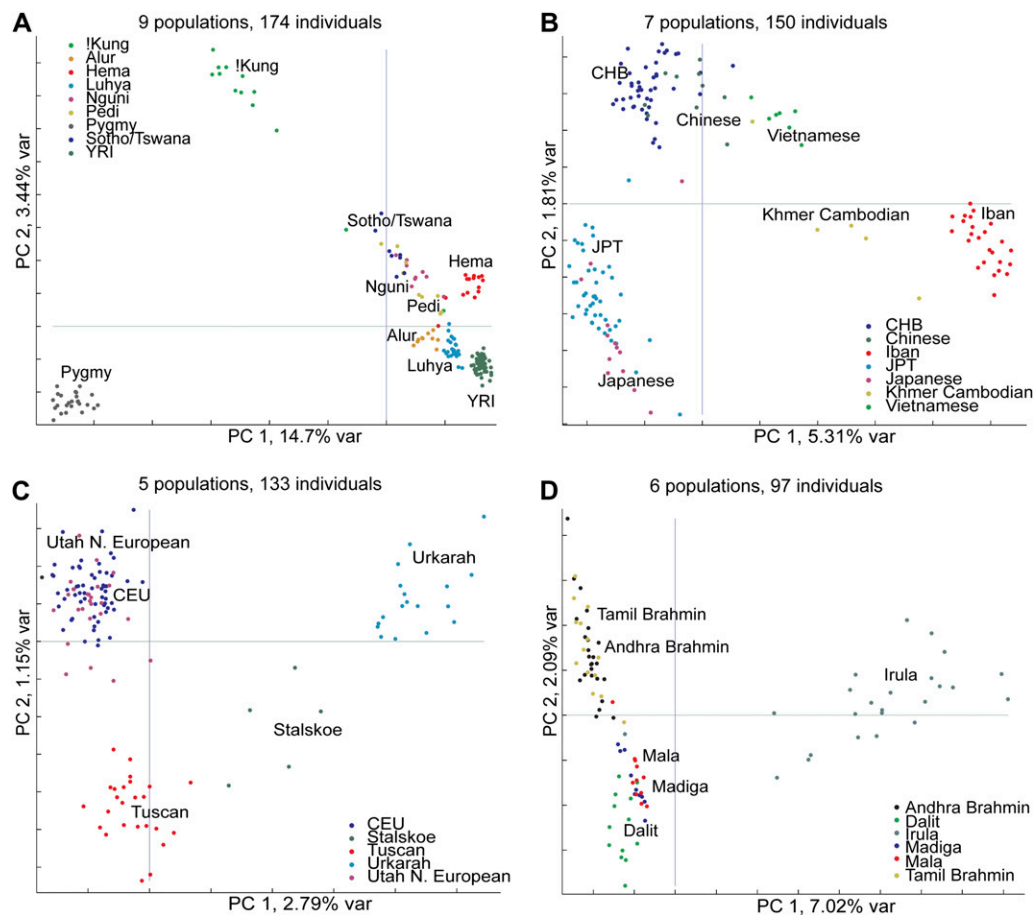 A
9 populations, 174 individuals
!Kung
Alur
Hema
Luhya
Nguni
Pedi
Pygmy
Sotho/Tswana
YRI
!Kung
Sotho/Tswana
Hema
Nguni
Pedi
Alur
Luhya
YRI
Pygmy
PC 2, 3.44% var
PC 1, 14.7% var
B
7 populations, 150 individuals
CHB
Chinese
Vietnamese
Khmer Cambodian
Iban
JPT
Japanese
CHB
Chinese
Iban
JPT
Japanese
Khmer Cambodian
Vietnamese
PC 2, 1.81% var
PC 1, 5.31% var
C
5 populations, 133 individuals
Utah N. European
CEU
Urkarah
Stalskoe
Tuscan
CEU
Stalskoe
Tuscan
Urkarah
Utah N. European
PC 2, 1.15% var
PC 1, 2.79% var
D
6 populations, 97 individuals
Tamil Brahmin
Andhra Brahmin
Irula
Mala
Madiga
Dalit
Andhra Brahmin
Dalit
Irula
Madiga
Mala
Tamil Brahmin
PC 2, 2.09% var
PC 1, 7.02% var